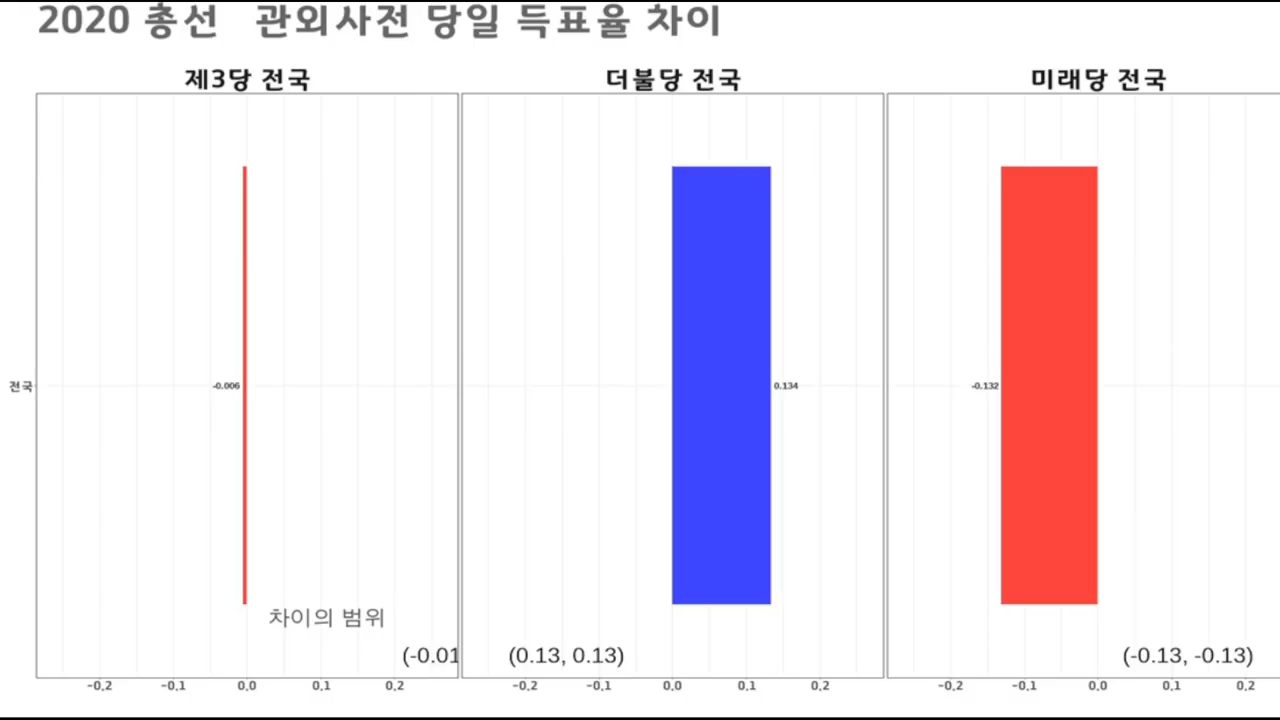 2020 총선 관외사전 당일 득표율 차이
제3당 전국
더불당 전국
미래당 전국
전국
-0.006
0.134
-0.132
차이의 범위
(-0.01
(0.13, 0.13)
(-0.13, -0.13)
-0.2 -0.1 0.0 0.1 0.2
-0.2 -0.1 0.0 0.1 0.2
-0.2 -0.1 0.0 0.1 0.2